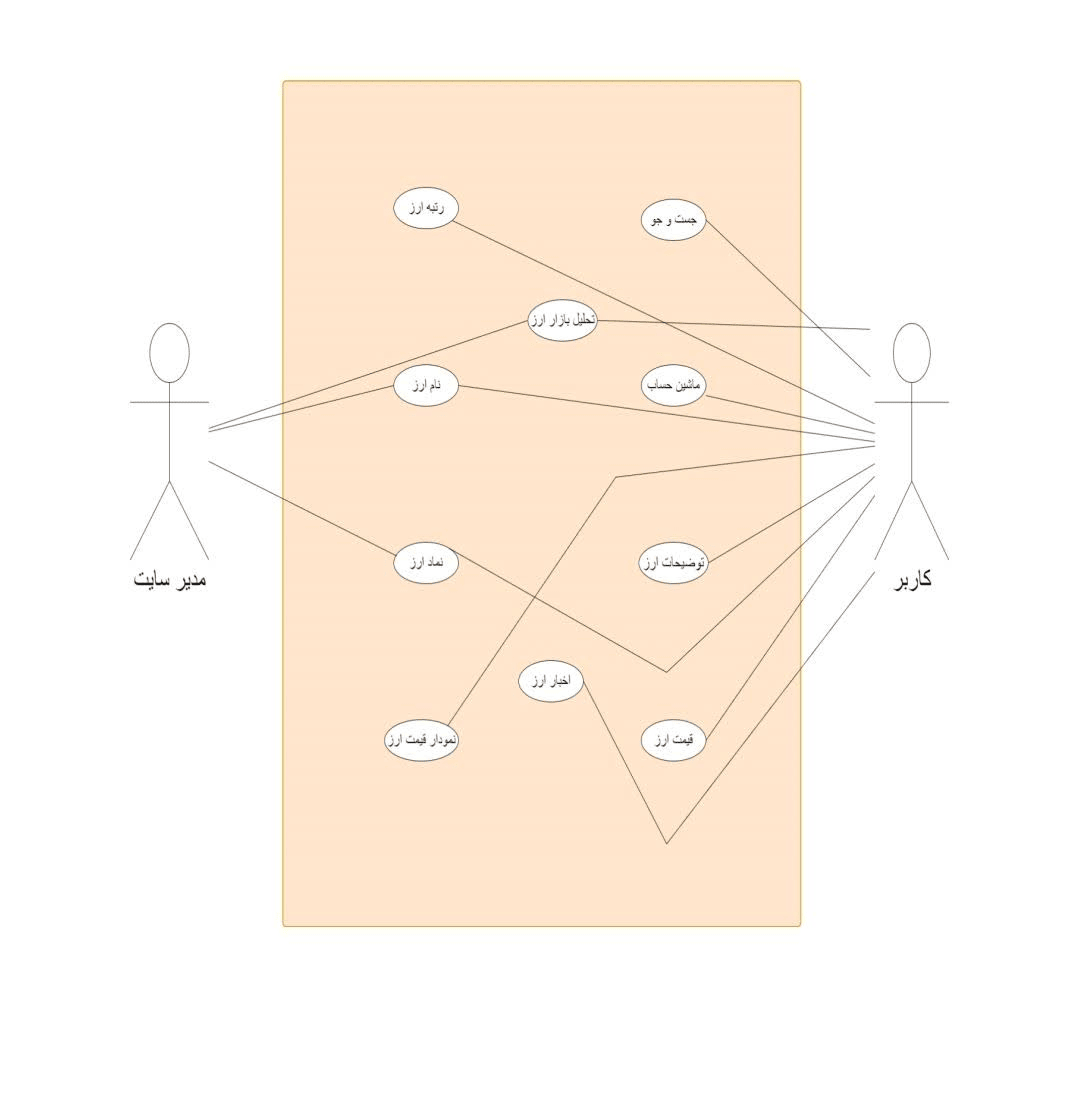 رتبه ارز
جست و جو
تحلیل بازار ارز
نام ارز
ماشین حساب
نماد ارز
توضیحات ارز
مدیر سایت
کاربر
اخبار ارز
نمودار قیمت ارز
قیمت ارز